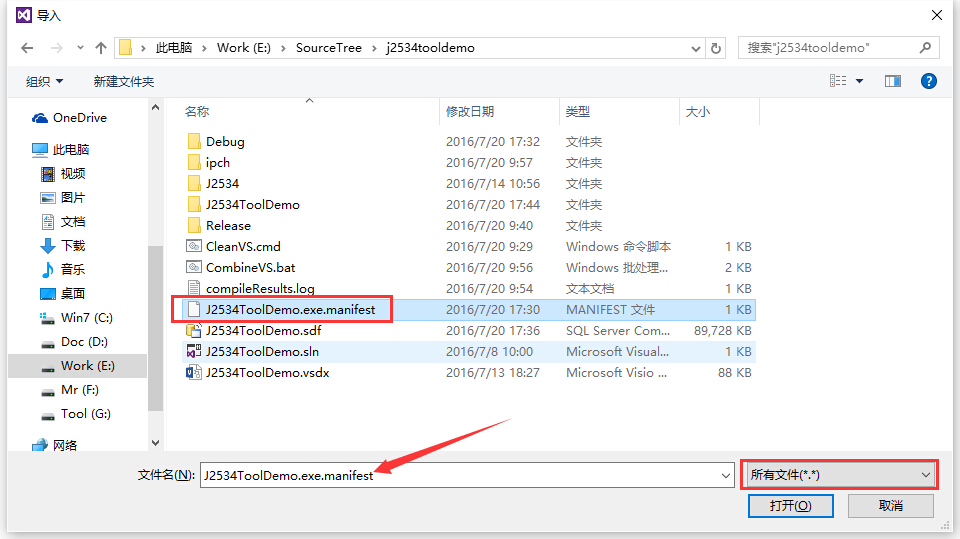 导入
此电脑 › Work (E:) › SourceTree › j2534tooldemo
搜索"j2534tooldemo"
组织 新建文件夹
名称 修改日期 类型 大小
OneDrive
此电脑
视频
图片
文档
下载
音乐
桌面
Win7 (C:)
Doc (D:)
Work (E:)
Mr (F:)
Tool (G:)
网络
Debug 2016/7/20 17:32 文件夹
ipch 2016/7/20 9:57 文件夹
J2534 2016/7/14 10:56 文件夹
J2534ToolDemo 2016/7/20 17:44 文件夹
Release 2016/7/20 9:40 文件夹
CleanVS.cmd 2016/7/20 9:29 Windows 命令脚本 1 KB
CombineVS.bat 2016/7/20 9:56 Windows 批处理... 2 KB
compileResults.log 2016/7/20 9:54 文本文档 1 KB
J2534ToolDemo.exe.manifest 2016/7/20 17:30 MANIFEST 文件 1 KB
J2534ToolDemo.sdf 2016/7/20 17:36 SQL Server Com... 89,728 KB
J2534ToolDemo.sln 2016/7/8 10:00 Microsoft Visual... 1 KB
J2534ToolDemo.vsdx 2016/7/13 18:27 Microsoft Visio ... 88 KB
文件名(N): J2534ToolDemo.exe.manifest 所有文件(*.*)
打开(O) 取消